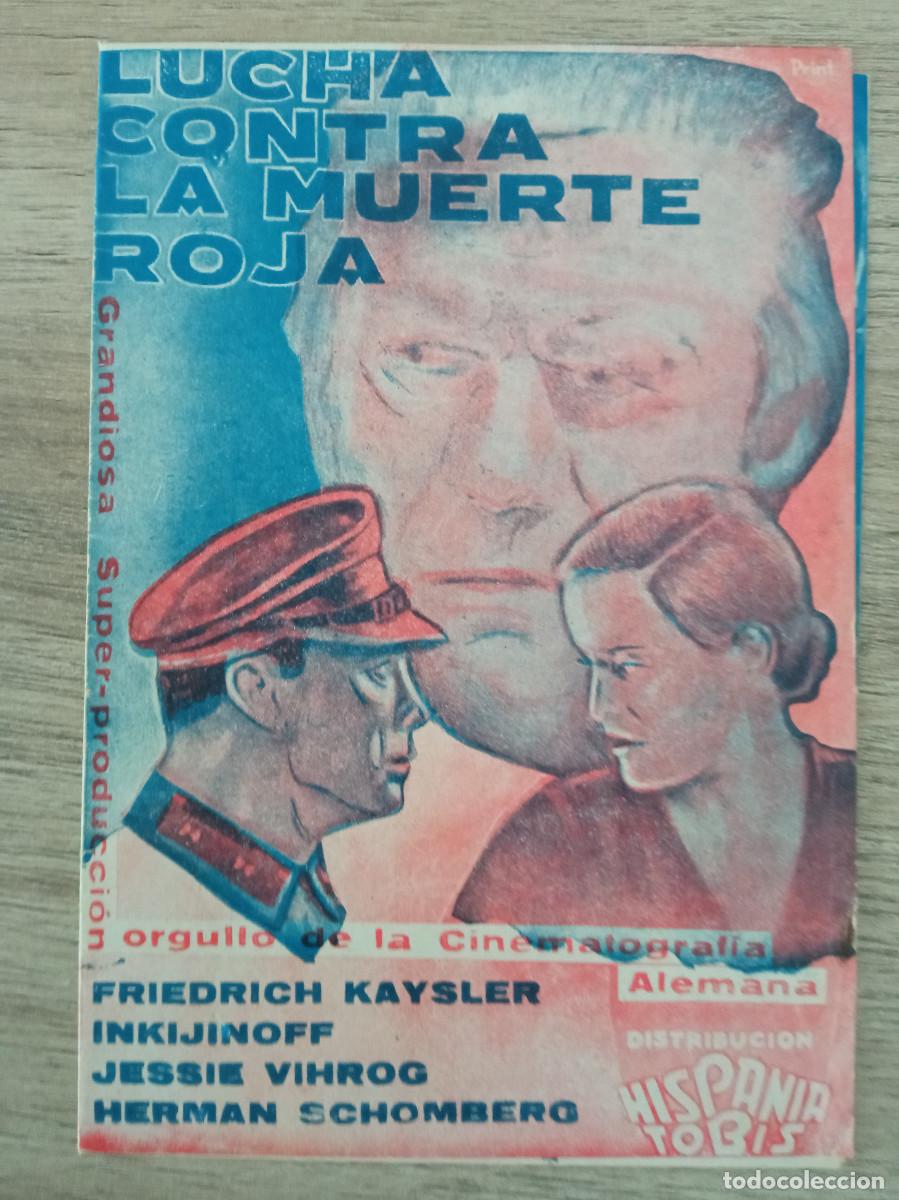 LUCHA
CONTRA
LA MUERTE
ROJA
Print
Grandiosa Super-producción
orgullo de la Cinematografía
Alemana
FRIEDRICH KAYSLER
INKIJINOFF
JESSIE VIHROG
HERMAN SCHOMBERG
DISTRIBUCION
HISPANIA
TOBIS
todocoleccion